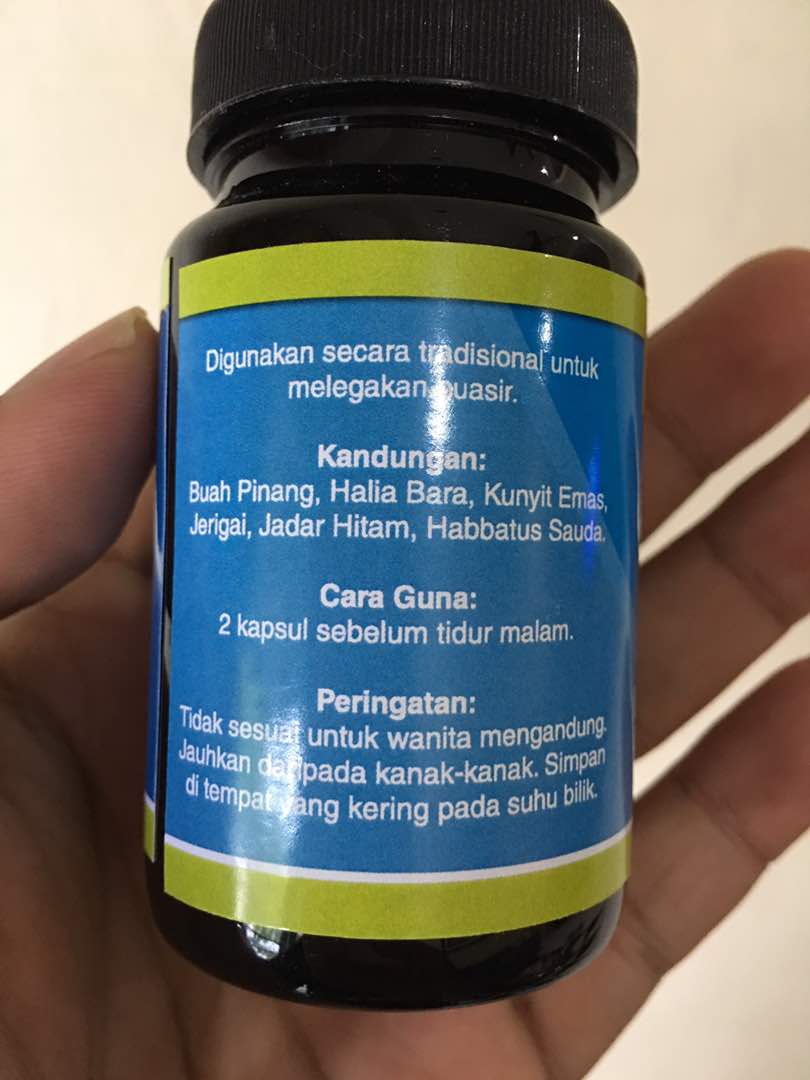 Digunakan secara tradisional untuk
melegakan buasir.
Kandungan:
Buah Pinang, Halia Bara, Kunyit Emas,
Jerigai, Jadar Hitam, Habbatus Sauda.
Cara Guna:
2 kapsul sebelum tidur malam.
Peringatan:
Tidak sesuai untuk wanita mengandung.
Jauhkan daripada kanak-kanak. Simpan
di tempat yang kering pada suhu bilik.